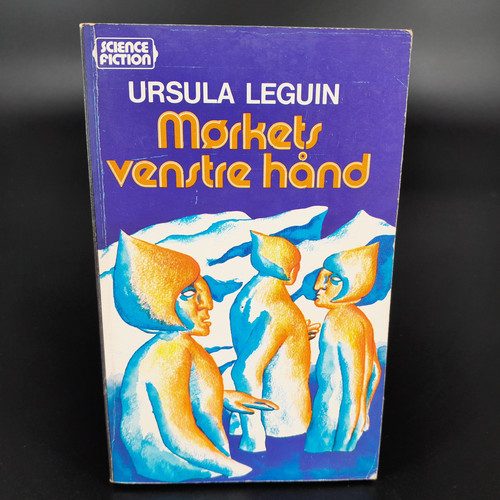 SCIENCE
FICTION
URSULA LEGUIN
Mørkets
venstre hånd